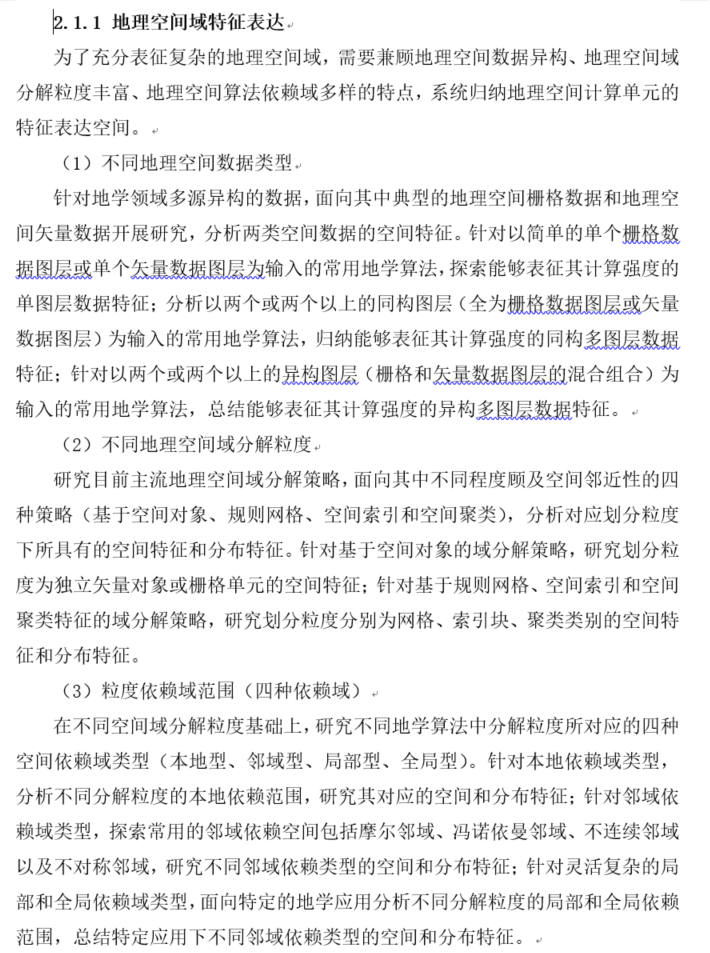 2.1.1 地理空间域特征表达
为了充分表征复杂的地理空间域，需要兼顾地理空间数据异构、地理空间域
分解粒度丰富、地理空间算法依赖域多样的特点，系统归纳地理空间计算单元的
特征表达空间。
（1）不同地理空间数据类型
针对地学领域多源异构的数据，面向其中典型的地理空间栅格数据和地理空
间矢量数据开展研究，分析两类空间数据的空间特征。针对以简单的单个栅格数
据图层或单个矢量数据图层为输入的常用地学算法，探索能够表征其计算强度的
单图层数据特征；分析以两个或两个以上的同构图层（全为栅格数据图层或矢量
数据图层）为输入的常用地学算法，归纳能够表征其计算强度的同构多图层数据
特征；针对以两个或两个以上的异构图层（栅格和矢量数据图层的混合组合）为
输入的常用地学算法，总结能够表征其计算强度的异构多图层数据特征。
（2）不同地理空间域分解粒度
研究目前主流地理空间域分解策略，面向其中不同程度顾及空间邻近性的四
种策略（基于空间对象、规则网格、空间索引和空间聚类），分析对应划分粒度
下所具有的空间特征和分布特征。针对基于空间对象的域分解策略，研究划分粒
度为独立矢量对象或栅格单元的空间特征；针对基于规则网格、空间索引和空间
聚类特征的域分解策略，研究划分粒度分别为网格、索引块、聚类类别的空间特
征和分布特征。
（3）粒度依赖域范围（四种依赖域）
在不同空间域分解粒度基础上，研究不同地学算法中分解粒度所对应的四种
空间依赖域类型（本地型、邻域型、局部型、全局型）。针对本地依赖域类型，
分析不同分解粒度的本地依赖范围，研究其对应的空间和分布特征；针对邻域依
赖域类型，探索常用的邻域依赖空间包括摩尔邻域、冯诺依曼邻域、不连续邻域
以及不对称邻域，研究不同邻域依赖类型的空间和分布特征；针对灵活复杂的局
部和全局依赖域类型，面向特定的地学应用分析不同分解粒度的局部和全局依赖
范围，总结特定应用下不同邻域依赖类型的空间和分布特征。